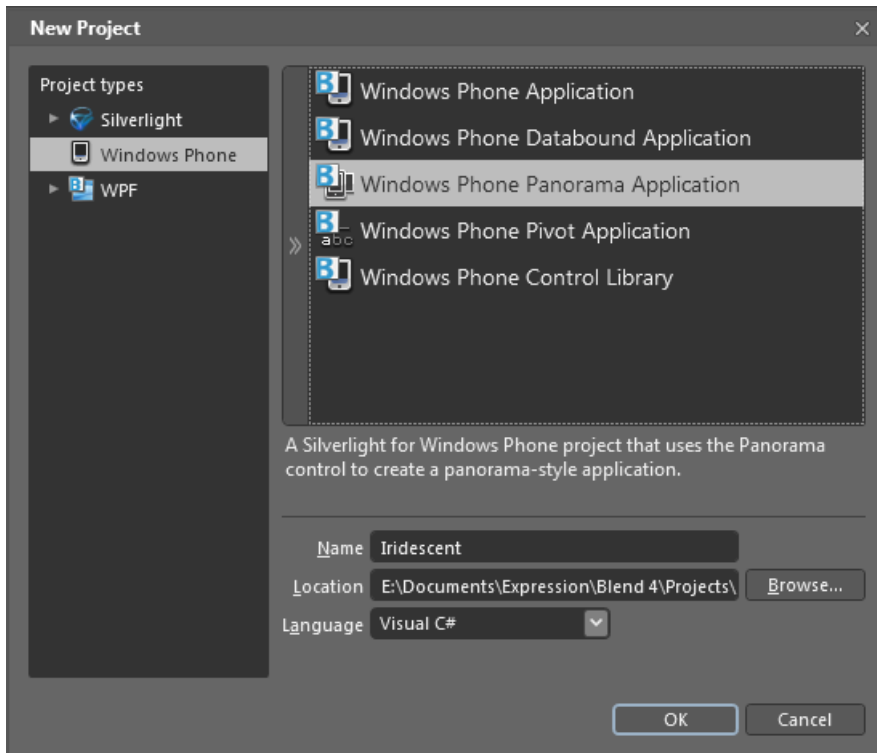 New Project
Project types
Silverlight
Windows Phone
WPF
Windows Phone Application
Windows Phone Databound Application
Windows Phone Panorama Application
Windows Phone Pivot Application
Windows Phone Control Library
A Silverlight for Windows Phone project that uses the Panorama
control to create a panorama-style application.
Name Iridescent
Location E:\Documents\Expression\Blend 4\Projects\ Browse...
Language Visual C#
OK Cancel